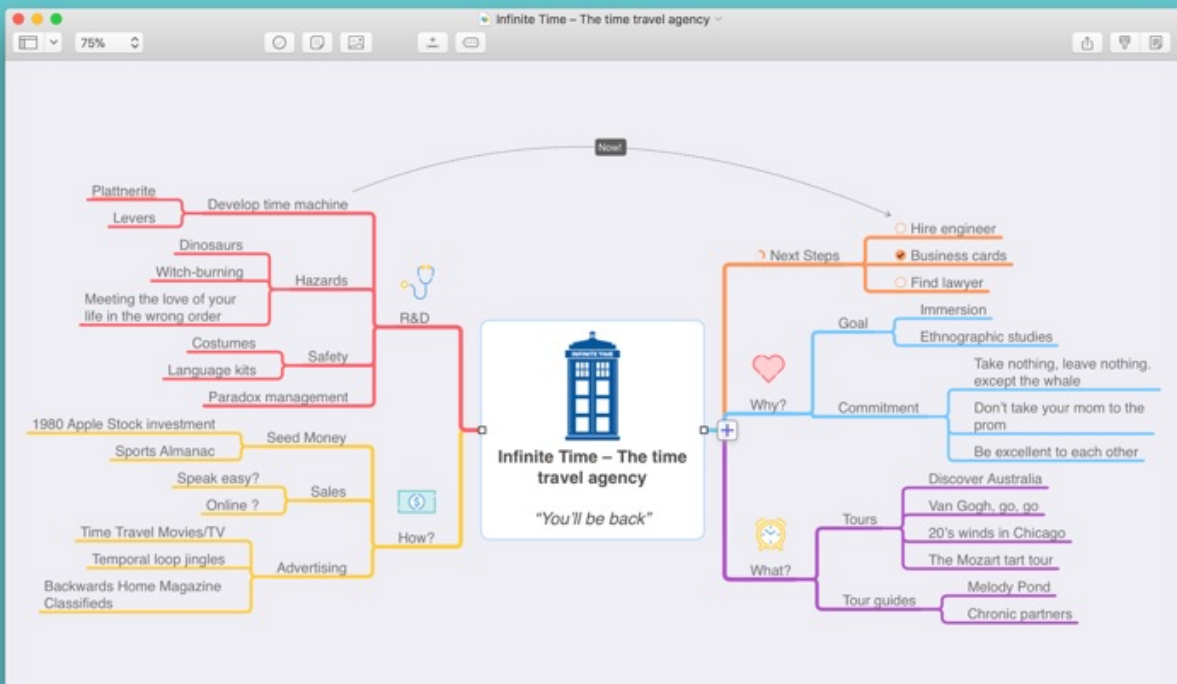 Infinite Time – The time travel agency
75%
Now!
Plattnerite
Levers
Develop time machine
Dinosaurs
Witch-burning
Meeting the love of your
life in the wrong order
Hazards
Costumes
Language kits
Safety
Paradox management
R&D
1980 Apple Stock investment
Sports Almanac
Seed Money
Speak easy?
Online ?
Sales
Time Travel Movies/TV
Temporal loop jingles
Backwards Home Magazine
Classifieds
Advertising
How?
INFINITE TIME
Infinite Time – The time
travel agency
“You’ll be back”
Next Steps
Hire engineer
Business cards
Find lawyer
Why?
Goal
Immersion
Ethnographic studies
Commitment
Take nothing, leave nothing.
except the whale
Don’t take your mom to the
prom
Be excellent to each other
What?
Tours
Discover Australia
Van Gogh, go, go
20’s winds in Chicago
The Mozart tart tour
Tour guides
Melody Pond
Chronic partners